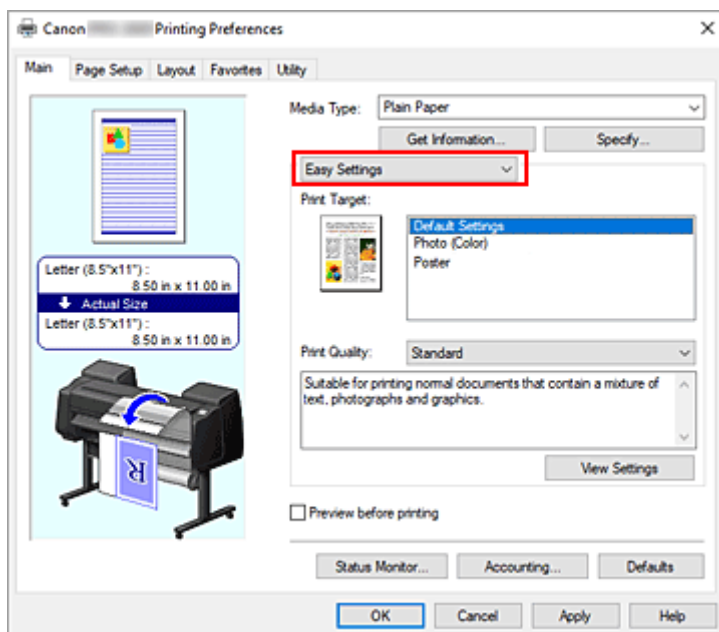 Canon Printing Preferences
Main Page Setup Layout Favorites Utility
Media Type: Plain Paper
Get Information... Specify...
Easy Settings
Print Target:
Default Settings
Photo (Color)
Poster
Letter (8.5"x11") :
8.50 in x 11.00 in
Actual Size
Letter (8.5"x11") :
8.50 in x 11.00 in
Print Quality: Standard
Suitable for printing normal documents that contain a mixture of
text, photographs and graphics.
R
View Settings
Preview before printing
Status Monitor... Accounting... Defaults
OK Cancel Apply Help